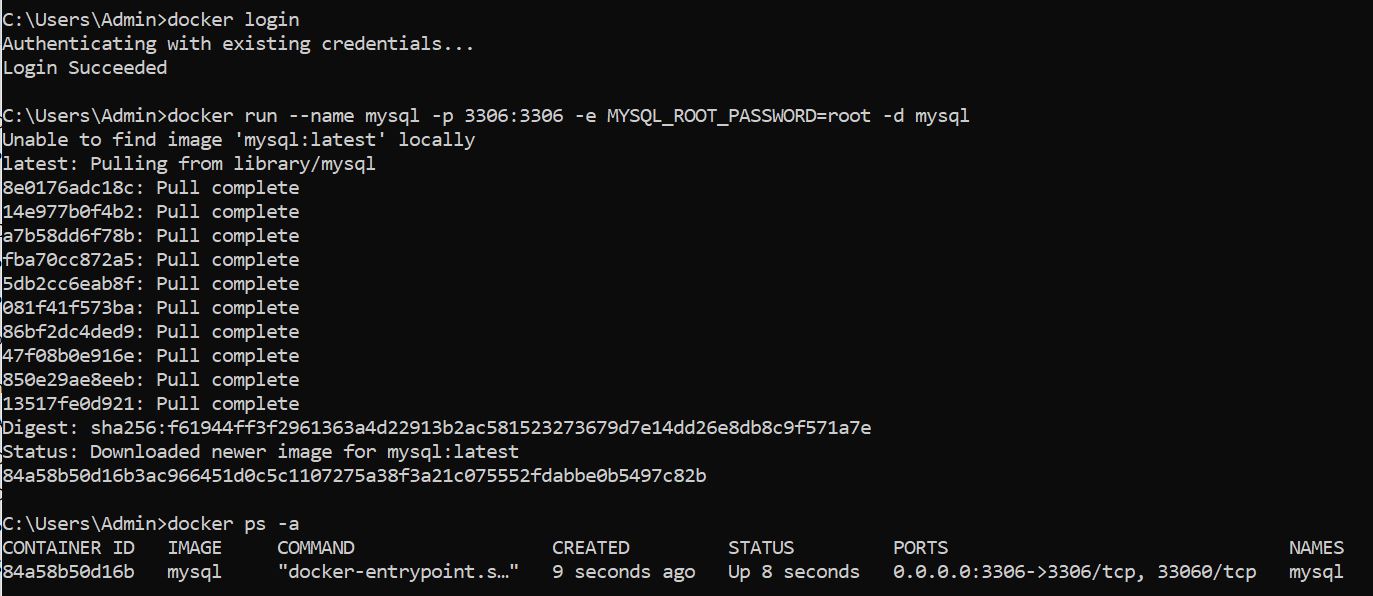 C:\Users\Admin>docker login
Authenticating with existing credentials...
Login Succeeded
C:\Users\Admin>docker run --name mysql -p 3306:3306 -e MYSQL_ROOT_PASSWORD=root -d mysql
Unable to find image 'mysql:latest' locally
latest: Pulling from library/mysql
8e0176adc18c: Pull complete
14e977b0f4b2: Pull complete
a7b58dd6f78b: Pull complete
fba70cc872a5: Pull complete
5db2cc6eab8f: Pull complete
081f41f573ba: Pull complete
86bf2dc4ded9: Pull complete
47f08b0e916e: Pull complete
850e29ae8eeb: Pull complete
13517fe0d921: Pull complete
Digest: sha256:f61944ff3f2961363a4d22913b2ac581523273679d7e14dd26e8db8c9f571a7e
Status: Downloaded newer image for mysql:latest
84a58b50d16b3ac966451d0c5c1107275a38f3a21c075552fdabbe0b5497c82b
C:\Users\Admin>docker ps -a
CONTAINER ID   IMAGE     COMMAND                  CREATED         STATUS         PORTS                               NAMES
84a58b50d16b   mysql     "docker-entrypoint.s…"   9 seconds ago   Up 8 seconds   0.0.0.0:3306->3306/tcp, 33060/tcp   mysql